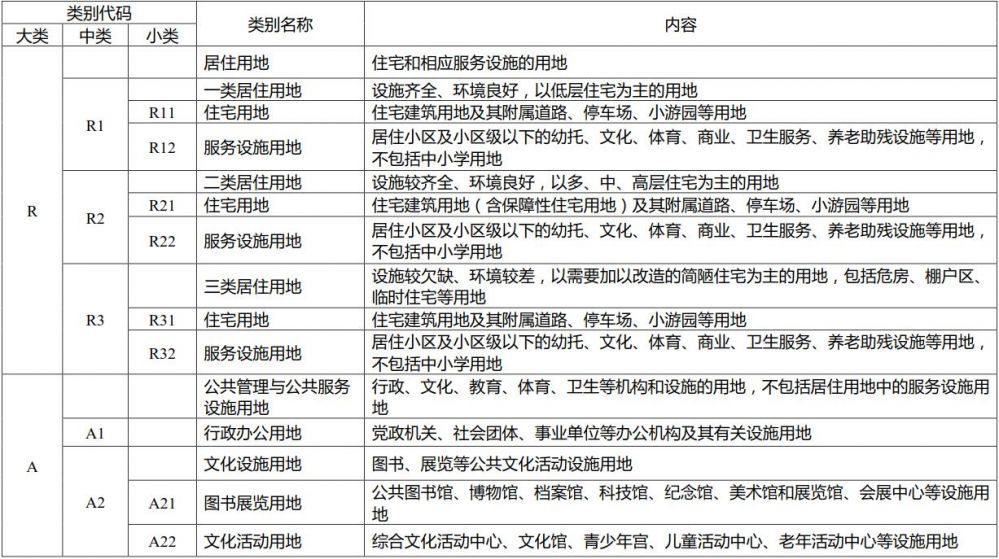 类别代码 类别名称 内容
大类 中类 小类
R 居住用地 住宅和相应服务设施的用地
R1 一类居住用地 设施齐全、环境良好，以低层住宅为主的用地
R11 住宅用地 住宅建筑用地及其附属道路、停车场、小游园等用地
R12 服务设施用地 居住小区及小区级以下的幼托、文化、体育、商业、卫生服务、养老助残设施等用地，
不包括中小学用地
R2 二类居住用地 设施较齐全、环境良好，以多、中、高层住宅为主的用地
R21 住宅用地 住宅建筑用地（含保障性住宅用地）及其附属道路、停车场、小游园等用地
R22 服务设施用地 居住小区及小区级以下的幼托、文化、体育、商业、卫生服务、养老助残设施等用地，
不包括中小学用地
R3 三类居住用地 设施较欠缺、环境较差，以需要加以改造的简陋住宅为主的用地，包括危房、棚户区、
临时住宅等用地
R31 住宅用地 住宅建筑用地及其附属道路、停车场、小游园等用地
R32 服务设施用地 居住小区及小区级以下的幼托、文化、体育、商业、卫生服务、养老助残设施等用地，
不包括中小学用地
A 公共管理与公共服务 行政、文化、教育、体育、卫生等机构和设施的用地，不包括居住用地中的服务设施用
设施用地 地
A1 行政办公用地 党政机关、社会团体、事业单位等办公机构及其有关设施用地
A2 文化设施用地 图书、展览等公共文化活动设施用地
A21 图书展览用地 公共图书馆、博物馆、档案馆、科技馆、纪念馆、美术馆和展览馆、会展中心等设施用
地
A22 文化活动用地 综合文化活动中心、文化馆、青少年宫、儿童活动中心、老年活动中心等设施用地